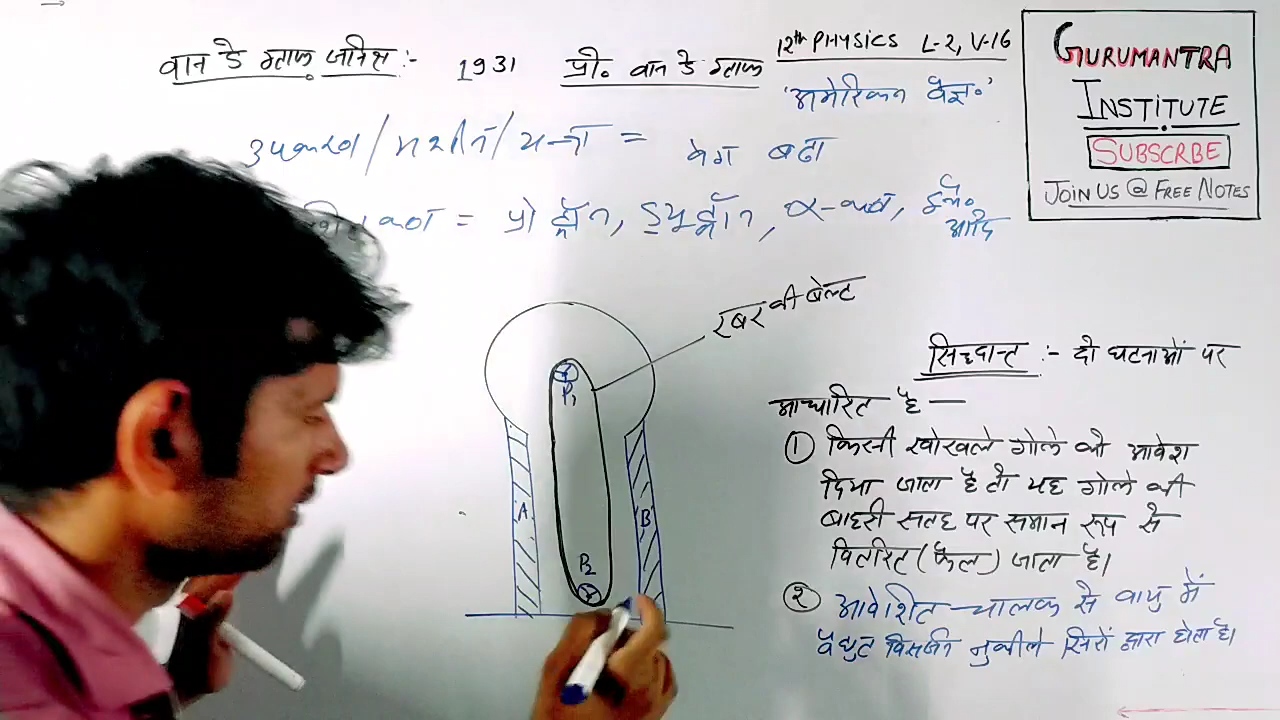 वान डे ग्राफ जनित्र :- 1931 प्रो० वान डे ग्राफ
12th PHYSICS L-2, V-16
'अमेरिकन वैज्ञ०'
उपकरण / मशीन / यन्त्र = वेग बढा
कण = प्रोट्रॉन, ड्यूट्रॉन, α-कण, इलै०
आदि
GURUMANTRA
INSTITUTE
SUBSCRBE
JOIN US @ FREE NOTES
रबर की बेल्ट
P1
A
B
P2
सिद्धान्त :- दो घटनाओं पर
आधारित है —
① किसी खोखले गोले को आवेश
दिया जाता है तो यह गोले की
बाहरी सतह पर समान रूप से
वितरित (फैल) जाता है।
② आवेशित चालक से वायु में
वैधुत विसर्जन नुकीले सिरों द्वारा होता है।